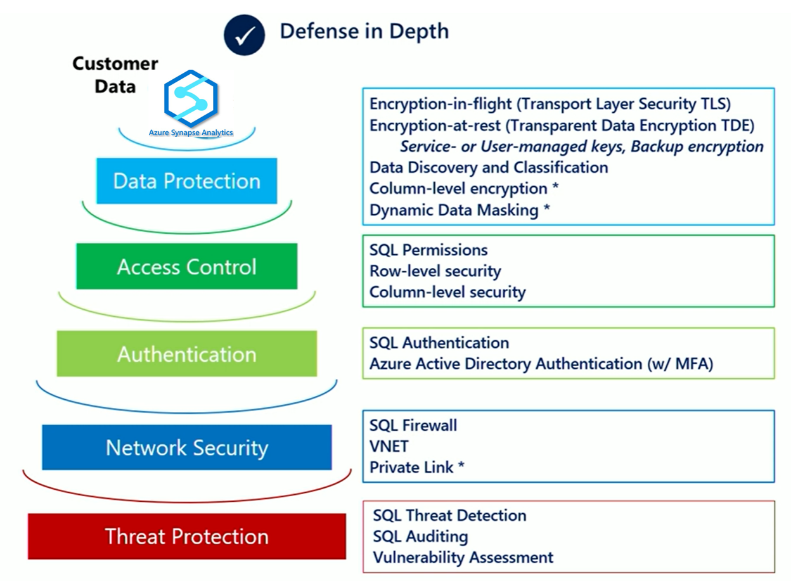 Defense in Depth
Customer
Data
Azure Synapse Analytics
Data Protection
Encryption-in-flight (Transport Layer Security TLS)
Encryption-at-rest (Transparent Data Encryption TDE)
Service- or User-managed keys, Backup encryption
Data Discovery and Classification
Column-level encryption *
Dynamic Data Masking *
Access Control
SQL Permissions
Row-level security
Column-level security
Authentication
SQL Authentication
Azure Active Directory Authentication (w/ MFA)
Network Security
SQL Firewall
VNET
Private Link *
Threat Protection
SQL Threat Detection
SQL Auditing
Vulnerability Assessment